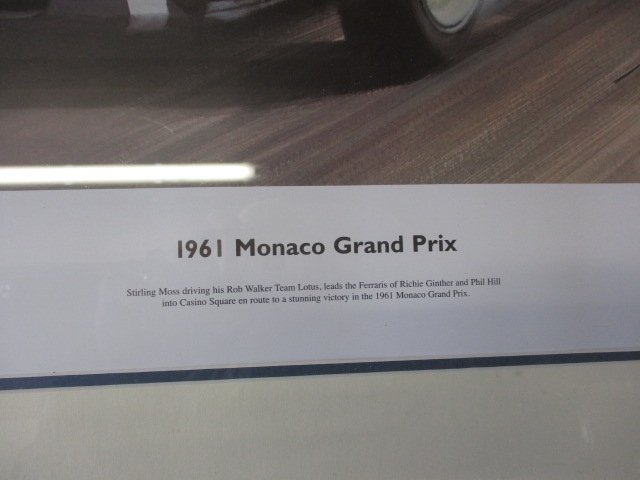 1961 Monaco Grand Prix
Stirling Moss driving his Rob Walker Team Lotus, leads the Ferraris of Richie Ginther and Phil Hill
into Casino Square en route to a stunning victory in the 1961 Monaco Grand Prix.